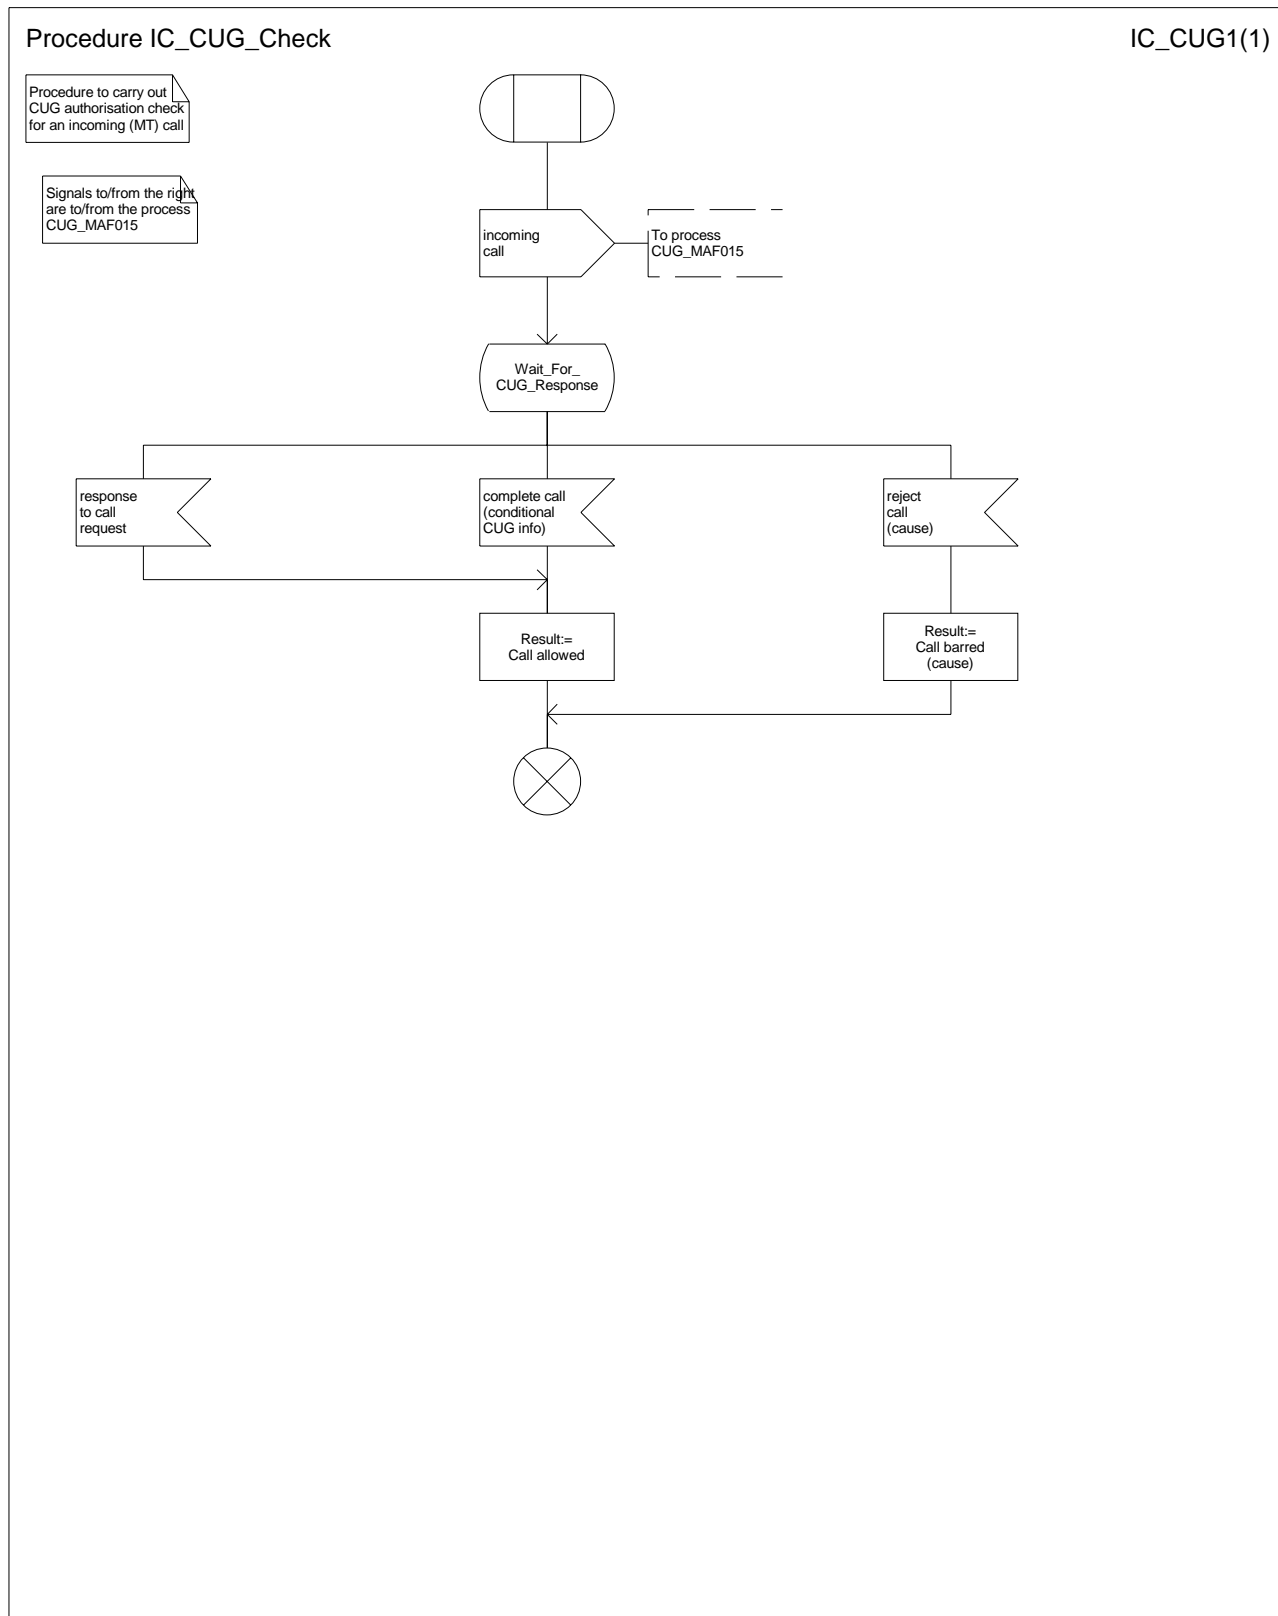 Procedure IC_CUG_Check
IC_CUG1(1)
Procedure to carry out
CUG authorisation check
for an incoming (MT) call
Signals to/from the right
are to/from the process
CUG_MAF015
incoming
call
To process
CUG_MAF015
Wait_For_
CUG_Response
response
to call
request
complete call
(conditional
CUG info)
reject
call
(cause)
Result:=
Call allowed
Result:=
Call barred
(cause)